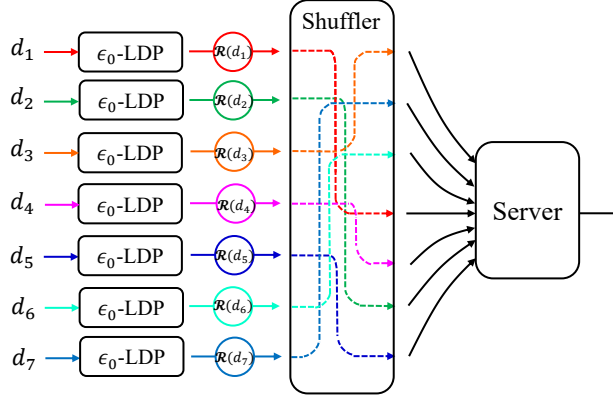 Shuffler
d₁ ϵ₀-LDP 𝓡(d₁)
d₂ ϵ₀-LDP 𝓡(d₂)
d₃ ϵ₀-LDP 𝓡(d₃)
d₄ ϵ₀-LDP 𝓡(d₄)
d₅ ϵ₀-LDP 𝓡(d₅)
d₆ ϵ₀-LDP 𝓡(d₆)
d₇ ϵ₀-LDP 𝓡(d₇)
Server